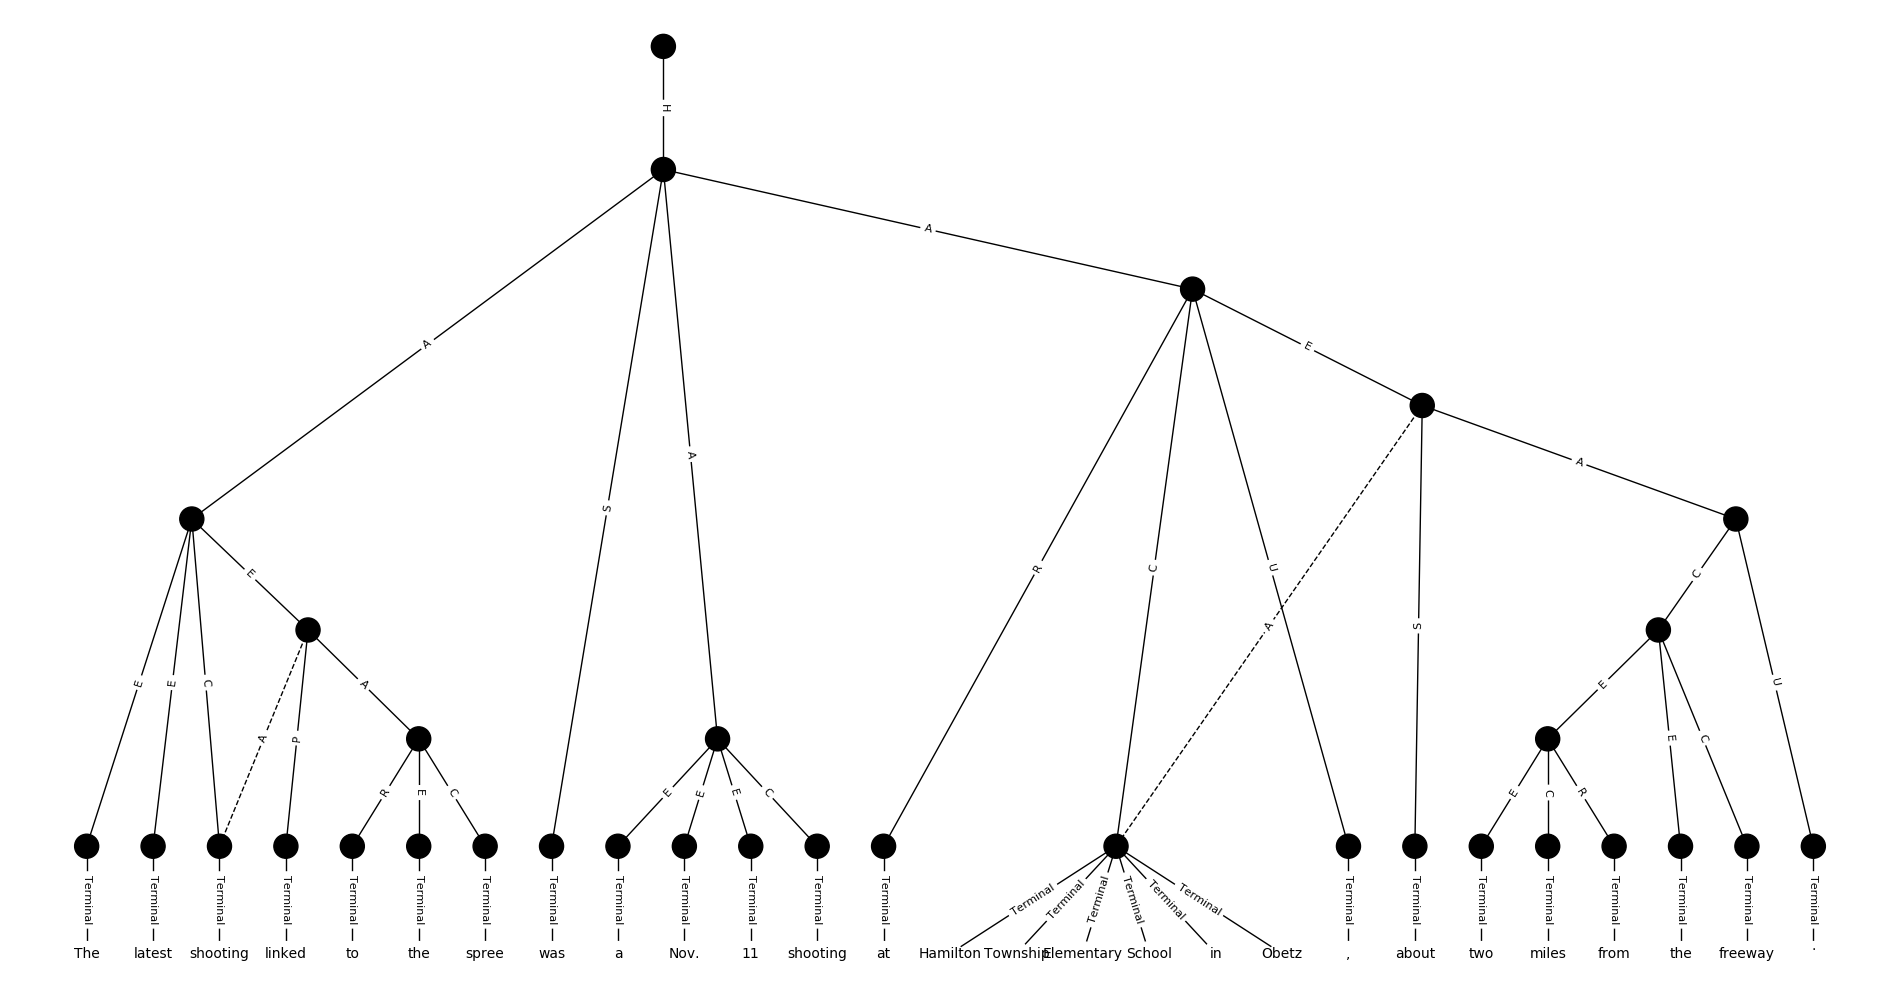 H
A
A
E
A
A
A
S
R
C
U
E
E
C
A
S
C
E
E
E
C
A
A
P
E
E
C
U
R
E
C
E
E
E
C
E
C
R
Terminal Terminal Terminal Terminal Terminal Terminal Terminal Terminal Terminal Terminal Terminal Terminal Terminal Terminal Terminal Terminal Terminal Terminal Terminal Terminal Terminal Terminal Terminal Terminal Terminal Terminal
The latest shooting linked to the spree was a Nov. 11 shooting at Hamilton Township Elementary School in Obetz , about two miles from the freeway .